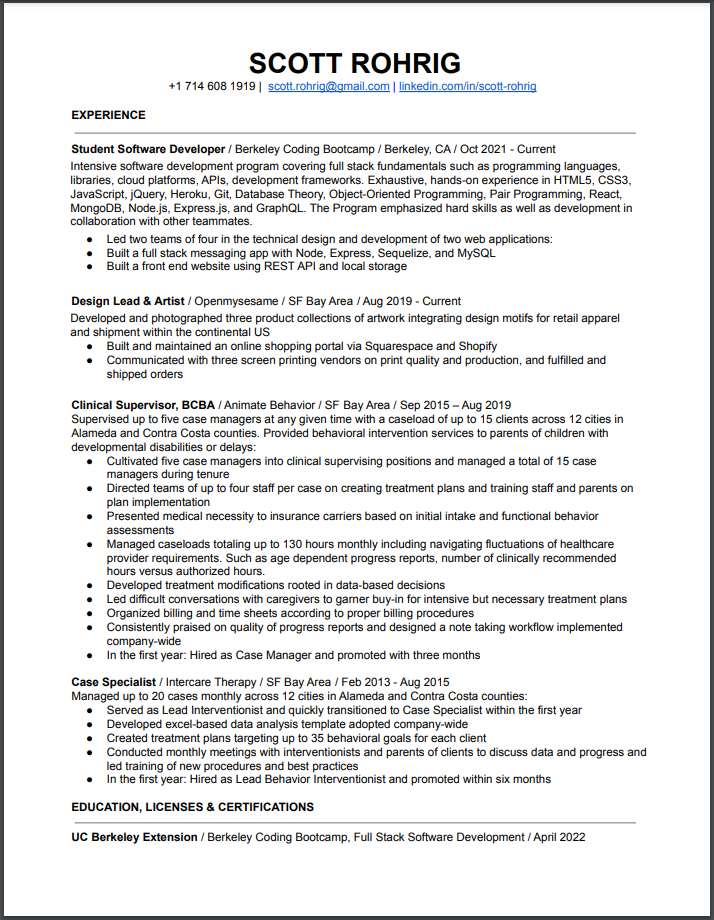 SCOTT ROHRIG
+1 714 608 1919 | scott.rohrig@gmail.com | linkedin.com/in/scott-rohrig
EXPERIENCE
Student Software Developer / Berkeley Coding Bootcamp / Berkeley, CA / Oct 2021 - Current
Intensive software development program covering full stack fundamentals such as programming languages,
libraries, cloud platforms, APIs, development frameworks. Exhaustive, hands-on experience in HTML5, CSS3,
JavaScript, jQuery, Heroku, Git, Database Theory, Object-Oriented Programming, Pair Programming, React,
MongoDB, Node.js, Express.js, and GraphQL. The Program emphasized hard skills as well as development in
collaboration with other teammates.
● Led two teams of four in the technical design and development of two web applications:
● Built a full stack messaging app with Node, Express, Sequelize, and MySQL
● Built a front end website using REST API and local storage
Design Lead & Artist / Openmysesame / SF Bay Area / Aug 2019 - Current
Developed and photographed three product collections of artwork integrating design motifs for retail apparel
and shipment within the continental US
● Built and maintained an online shopping portal via Squarespace and Shopify
● Communicated with three screen printing vendors on print quality and production, and fulfilled and
shipped orders
Clinical Supervisor, BCBA / Animate Behavior / SF Bay Area / Sep 2015 – Aug 2019
Supervised up to five case managers at any given time with a caseload of up to 15 clients across 12 cities in
Alameda and Contra Costa counties. Provided behavioral intervention services to parents of children with
developmental disabilities or delays:
● Cultivated five case managers into clinical supervising positions and managed a total of 15 case
managers during tenure
● Directed teams of up to four staff per case on creating treatment plans and training staff and parents on
plan implementation
● Presented medical necessity to insurance carriers based on initial intake and functional behavior
assessments
● Managed caseloads totaling up to 130 hours monthly including navigating fluctuations of healthcare
provider requirements. Such as age dependent progress reports, number of clinically recommended
hours versus authorized hours.
● Developed treatment modifications rooted in data-based decisions
● Led difficult conversations with caregivers to garner buy-in for intensive but necessary treatment plans
● Organized billing and time sheets according to proper billing procedures
● Consistently praised on quality of progress reports and designed a note taking workflow implemented
company-wide
● In the first year: Hired as Case Manager and promoted with three months
Case Specialist / Intercare Therapy / SF Bay Area / Feb 2013 - Aug 2015
Managed up to 20 cases monthly across 12 cities in Alameda and Contra Costa counties:
● Served as Lead Interventionist and quickly transitioned to Case Specialist within the first year
● Developed excel-based data analysis template adopted company-wide
● Created treatment plans targeting up to 35 behavioral goals for each client
● Conducted monthly meetings with interventionists and parents of clients to discuss data and progress and
led training of new procedures and best practices
● In the first year: Hired as Lead Behavior Interventionist and promoted within six months
EDUCATION, LICENSES & CERTIFICATIONS
UC Berkeley Extension / Berkeley Coding Bootcamp, Full Stack Software Development / April 2022